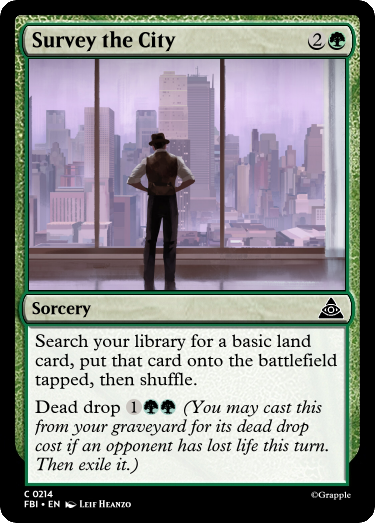 Survey the City 2
Sorcery
Search your library for a basic land
card, put that card onto the battlefield
tapped, then shuffle.
Dead drop 1 (You may cast this
from your graveyard for its dead drop
cost if an opponent has lost life this turn.
Then exile it.)
C 0214
FBI • EN Leif Heanzo
©Grapple